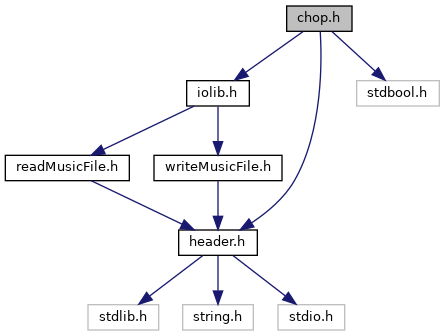 chop.h
iolib.h
stdbool.h
readMusicFile.h
writeMusicFile.h
header.h
stdlib.h
string.h
stdio.h